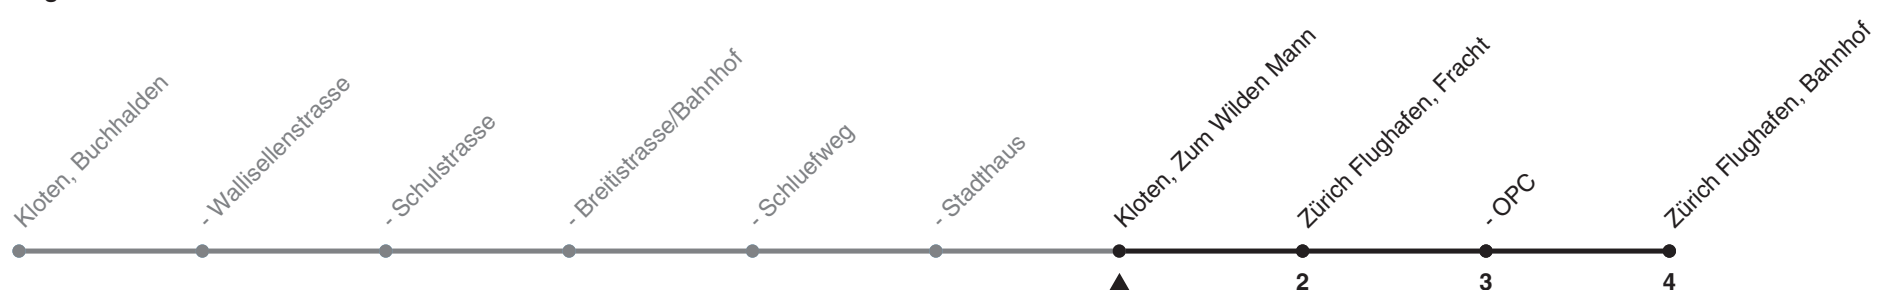 Kloten, Buchhalden
- Wallisellenstrasse
- Schulstrasse
- Breitistrasse/Bahnhof
- Schluefweg
- Stadthaus
Kloten, Zum Wilden Mann
Zürich Flughafen, Fracht
- OPC
Zürich Flughafen, Bahnhof
2
3
4